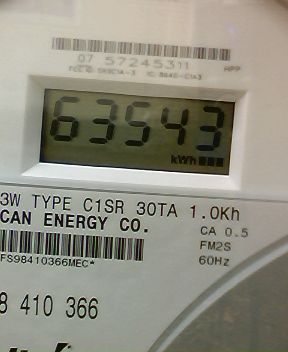 07 57245311
HPP
63543
kWh
3W TYPE C1SR 30TA 1.0Kh
CAN ENERGY CO.
CA 0.5
FM2S
60Hz
FS98410366MEC*
8 410 366